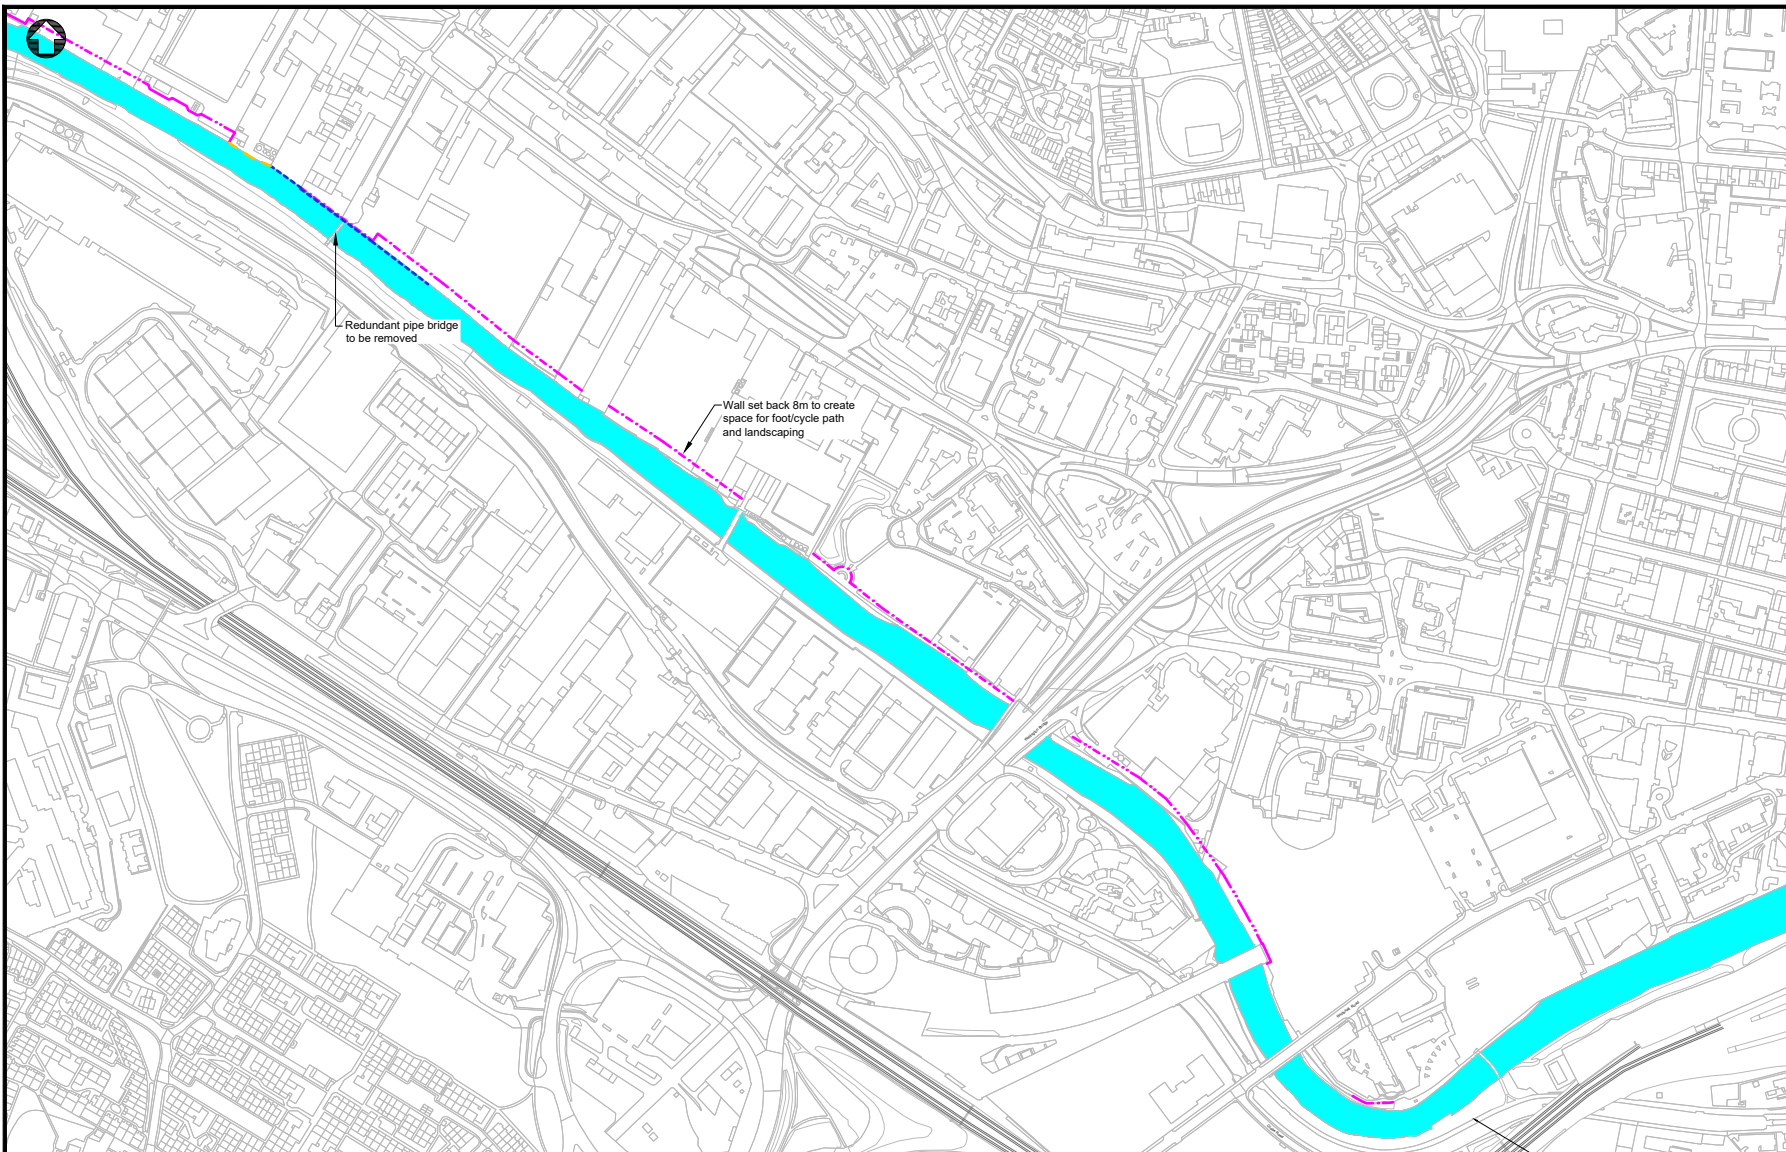 Redundant pipe bridge
to be removed
Wall set back 8m to create
space for foot/cycle path
and landscaping